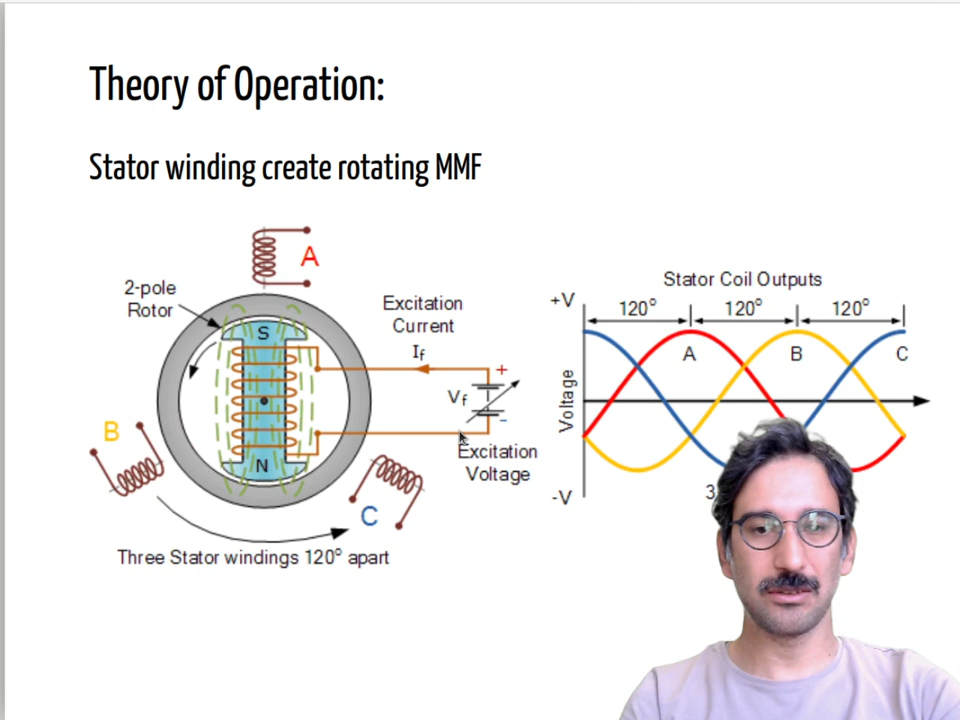 Theory of Operation:
Stator winding create rotating MMF
A
2-pole
Rotor
S
N
Excitation
Current
If
+
Vf
-
Excitation
Voltage
B
C
Three Stator windings 120° apart
Stator Coil Outputs
+V
120° 120° 120°
A B C
Voltage
-V
3